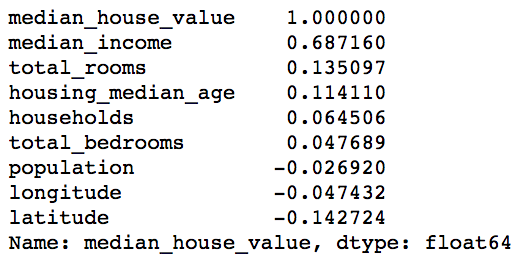 median_house_value    1.000000
median_income         0.687160
total_rooms           0.135097
housing_median_age    0.114110
households            0.064506
total_bedrooms        0.047689
population           -0.026920
longitude            -0.047432
latitude             -0.142724
Name: median_house_value, dtype: float64